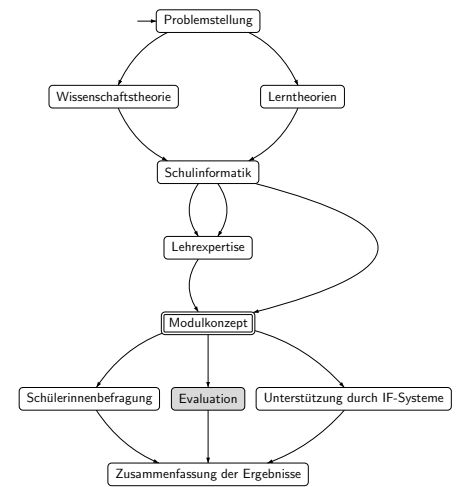 Problemstellung
Wissenschaftstheorie
Lerntheorien
Schulinformatik
Lehrexpertise
Modulkonzept
Schülerinnenbefragung
Evaluation
Unterstützung durch IF-Systeme
Zusammenfassung der Ergebnisse